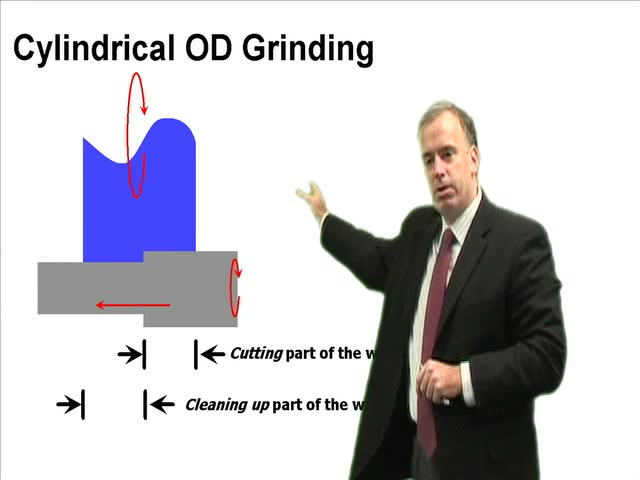 Cylindrical OD Grinding
Cutting part of the
Cleaning up part of the